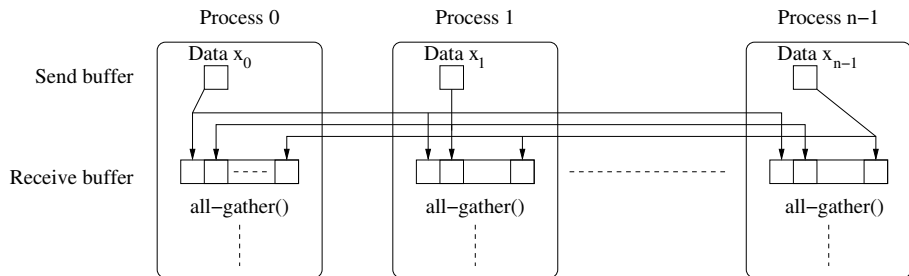 Process 0 Process 1 Process n−1
Data x0 Data x1 Data xn−1
Send buffer
Receive buffer
all−gather() all−gather() all−gather()